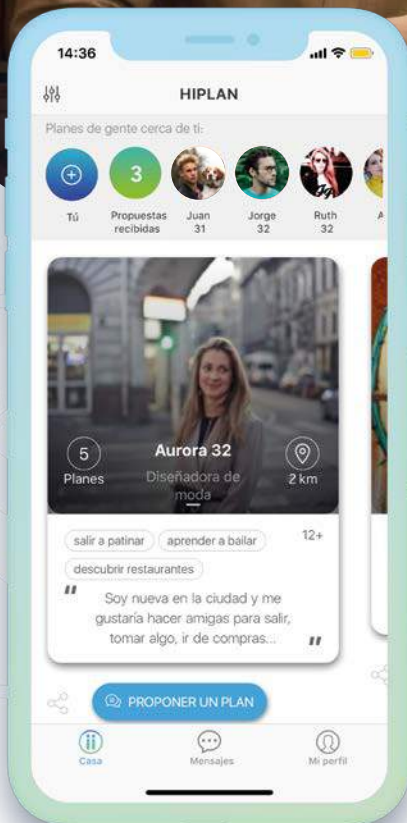 14:36
HIPLAN
Planes de gente cerca de ti:
3
Tú
Propuestas
recibidas
Juan
31
Jorge
32
Ruth
32
A
5
Planes
Aurora 32
Diseñadora de
moda
2 km
salir a patinar
aprender a bailar
12+
descubrir restaurantes
" Soy nueva en la ciudad y me
gustaría hacer amigas para salir,
tomar algo, ir de compras... "
PROPONER UN PLAN
Casa
Mensajes
Mi perfil